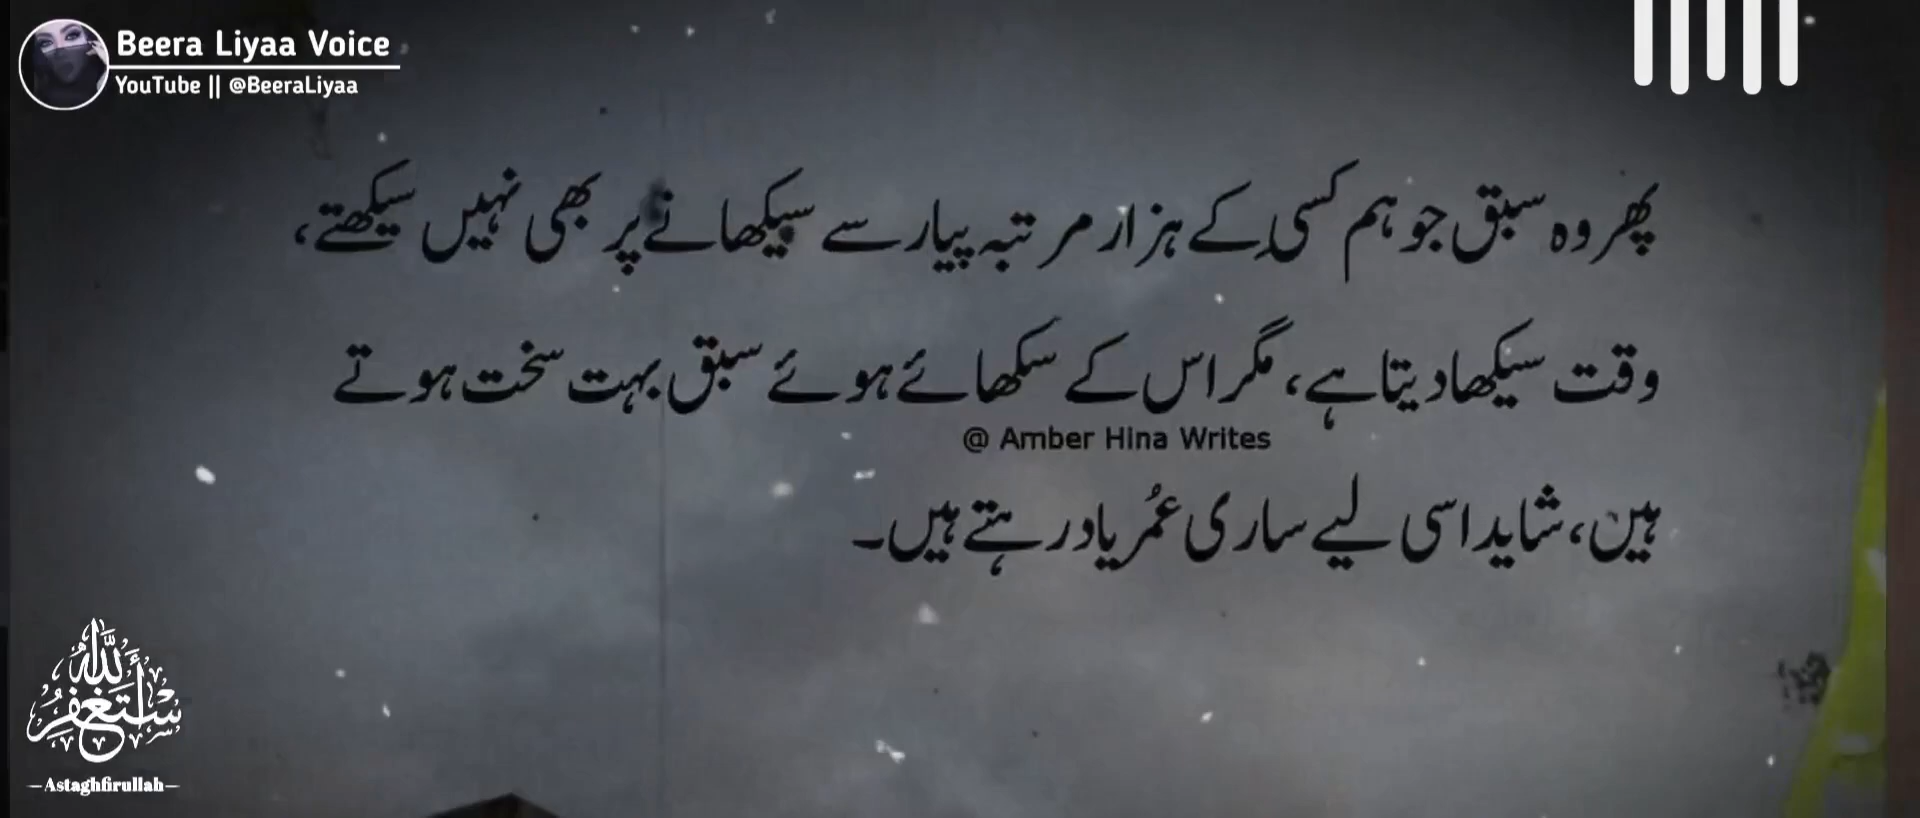 Beera Liyaa Voice
YouTube || @BeeraLiyaa
پھر وہ سبق جو ہم کسی کے ہزار مرتبہ پیار سے سیکھانے پر بھی نہیں سیکھتے،
وقت سیکھا دیتا ہے، مگر اس کے سکھائے ہوئے سبق بہت سخت ہوتے
@ Amber Hina Writes
ہیں، شاید اسی لیے ساری عمُر یاد رہتے ہیں۔
أستغفر الله
Astaghfirullah